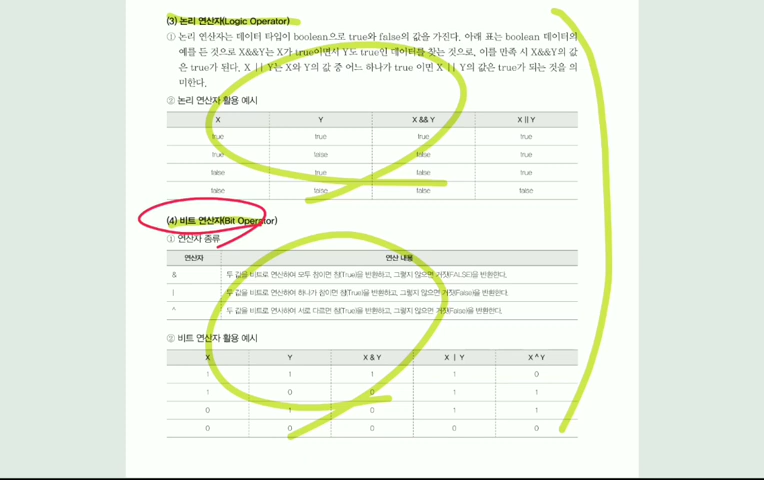 (3) 논리 연산자(Logic Operator)
① 논리 연산자는 데이터 타입이 boolean으로 true와 false의 값을 가진다. 아래 표는 boolean 데이터의
예를 든 것으로 X&&Y는 X가 true이면서 Y도 true인 데이터를 찾는 것으로, 이를 만족 시 X&&Y의 값
은 true가 된다. X || Y는 X와 Y의 값 중 어느 하나가 true 이면 X || Y의 값은 true가 되는 것을 의
미한다.
② 논리 연산자 활용 예시
X Y X && Y X || Y
true true true true
true false false true
false true false true
false false false false
(4) 비트 연산자(Bit Operator)
① 연산자 종류
연산자 연산 내용
& 두 값을 비트로 연산하여 모두 참이면 참(True)을 반환하고, 그렇지 않으면 거짓(FALSE)을 반환한다.
| 두 값을 비트로 연산하여 하나가 참이면 참(True)을 반환하고, 그렇지 않으면 거짓(False)을 반환한다.
^ 두 값을 비트로 연사하여 서로 다르면 참(True)을 반환하고, 그렇지 않으면 거짓(False)을 반환한다.
② 비트 연산자 활용 예시
X Y X & Y X | Y X ^ Y
1 1 1 1 0
1 0 0 1 1
0 1 0 1 1
0 0 0 0 0